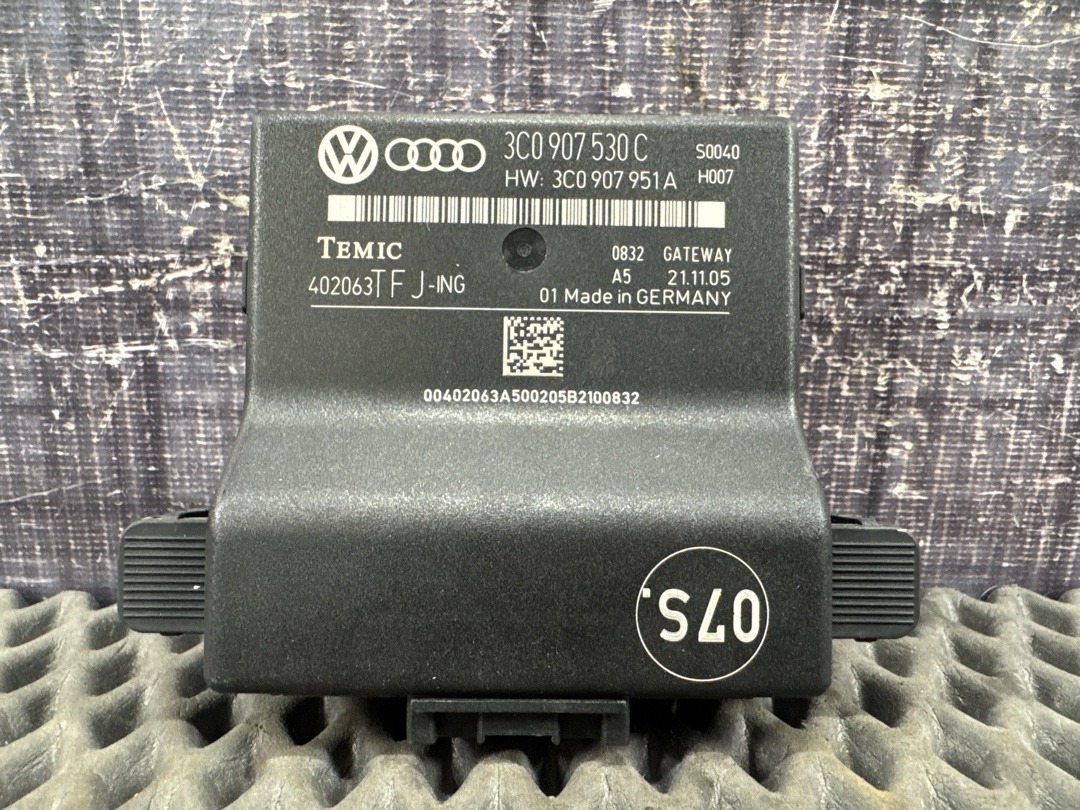 VW 3C0 907 530 C S0040
HW: 3C0 907 951 A H007
TEMIC 0832 GATEWAY
402063TFJ-ING A5 21.11.05
01 Made in GERMANY
00402063A500205B2100832
07S.